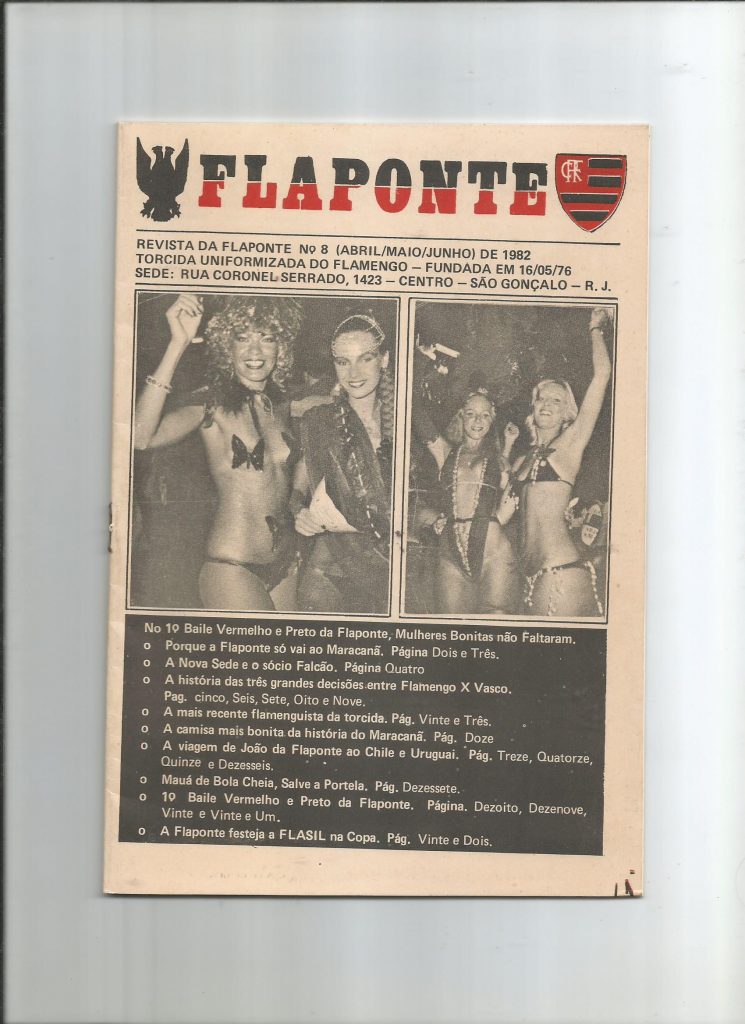 FLAPONTE
CRF
REVISTA DA FLAPONTE Nº 8 (ABRIL/MAIO/JUNHO) DE 1982
TORCIDA UNIFORMIZADA DO FLAMENGO – FUNDADA EM 16/05/76
SEDE: RUA CORONEL SERRADO, 1423 – CENTRO – SÃO GONÇALO – R. J.
No 1º Baile Vermelho e Preto da Flaponte, Mulheres Bonitas não Faltaram.
o Porque a Flaponte só vai ao Maracanã. Página Dois e Três.
o A Nova Sede e o sócio Falcão. Página Quatro
o A história das três grandes decisões entre Flamengo X Vasco.
Pag. cinco, Seis, Sete, Oito e Nove.
o A mais recente flamenguista da torcida. Pág. Vinte e Três.
o A camisa mais bonita da história do Maracanã. Pág. Doze
o A viagem de João da Flaponte ao Chile e Uruguai. Pág. Treze, Quatorze,
Quinze e Dezesseis.
o Mauá de Bola Cheia, Salve a Portela. Pág. Dezessete.
o 1º Baile Vermelho e Preto da Flaponte. Página. Dezoito, Dezenove,
Vinte e Vinte e Um.
o A Flaponte festeja a FLASIL na Copa. Pág. Vinte e Dois.